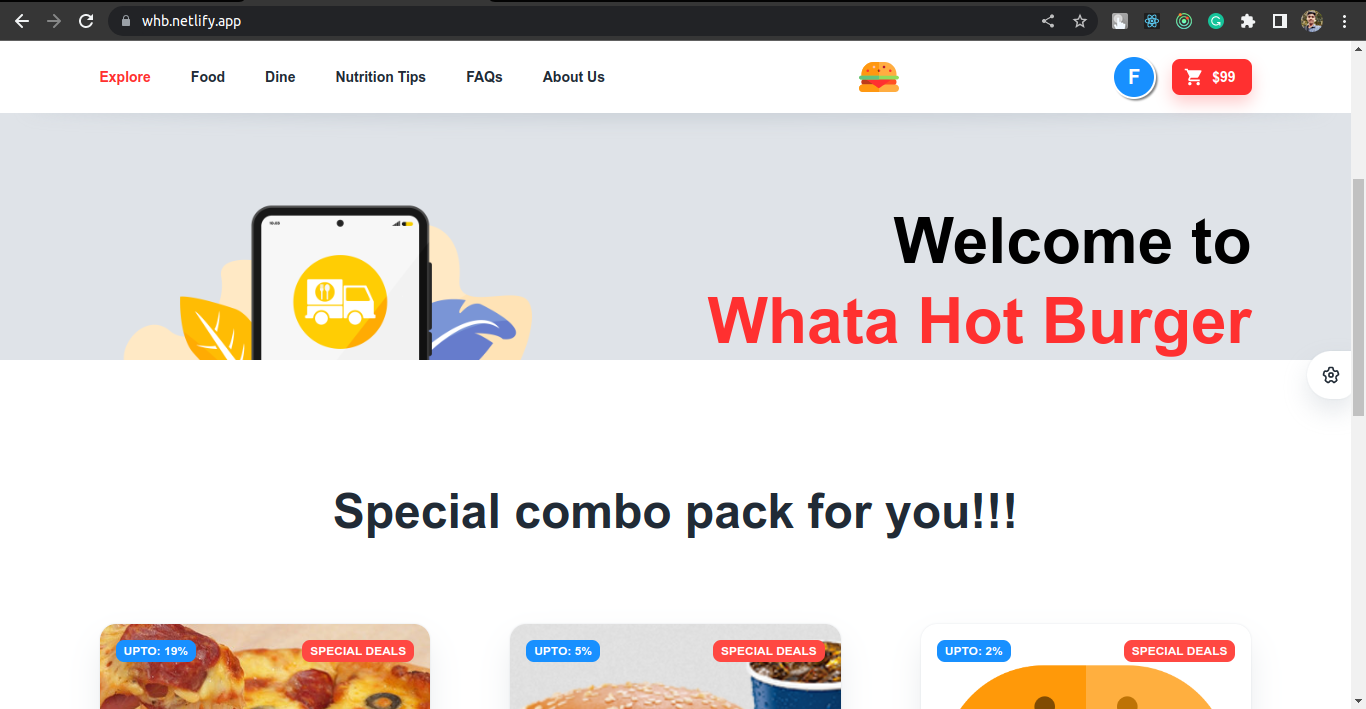 whb.netlify.app
Explore Food Dine Nutrition Tips FAQs About Us F $99
Welcome to
Whata Hot Burger
Special combo pack for you!!!
UPTO: 19% SPECIAL DEALS UPTO: 5% SPECIAL DEALS UPTO: 2% SPECIAL DEALS